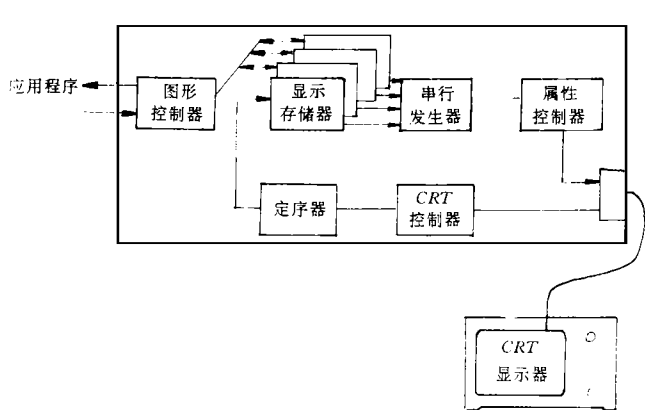 应用程序
图形
控制器
显示
存储器
串行
发生器
属性
控制器
定序器
CRT
控制器
CRT
显示器